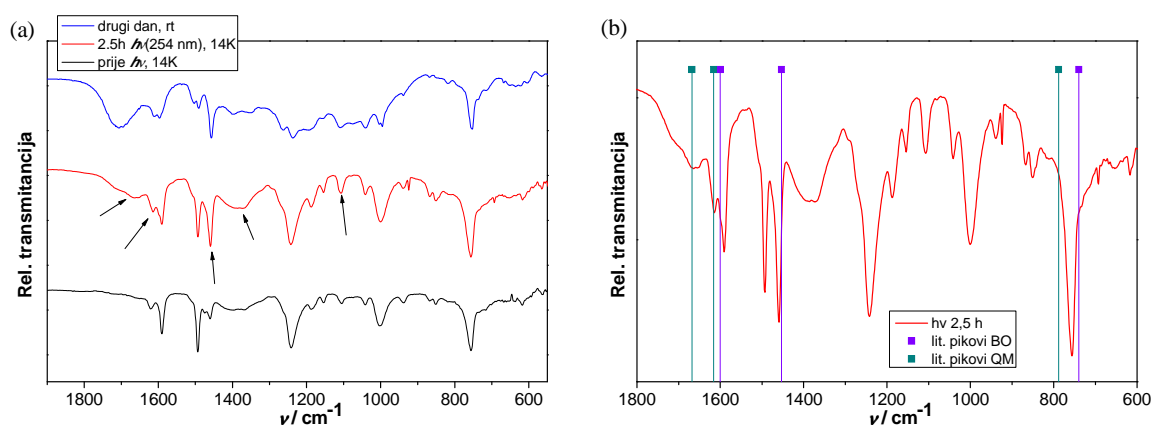 (a)
drugi dan, rt
2.5h hν(254 nm), 14K
prije hν, 14K
Rel. transmitancija
1800 1600 1400 1200 1000 800 600
ν / cm-1
(b)
Rel. transmitancija
hv 2,5 h
lit. pikovi BO
lit. pikovi QM
1800 1600 1400 1200 1000 800 600
ν / cm-1